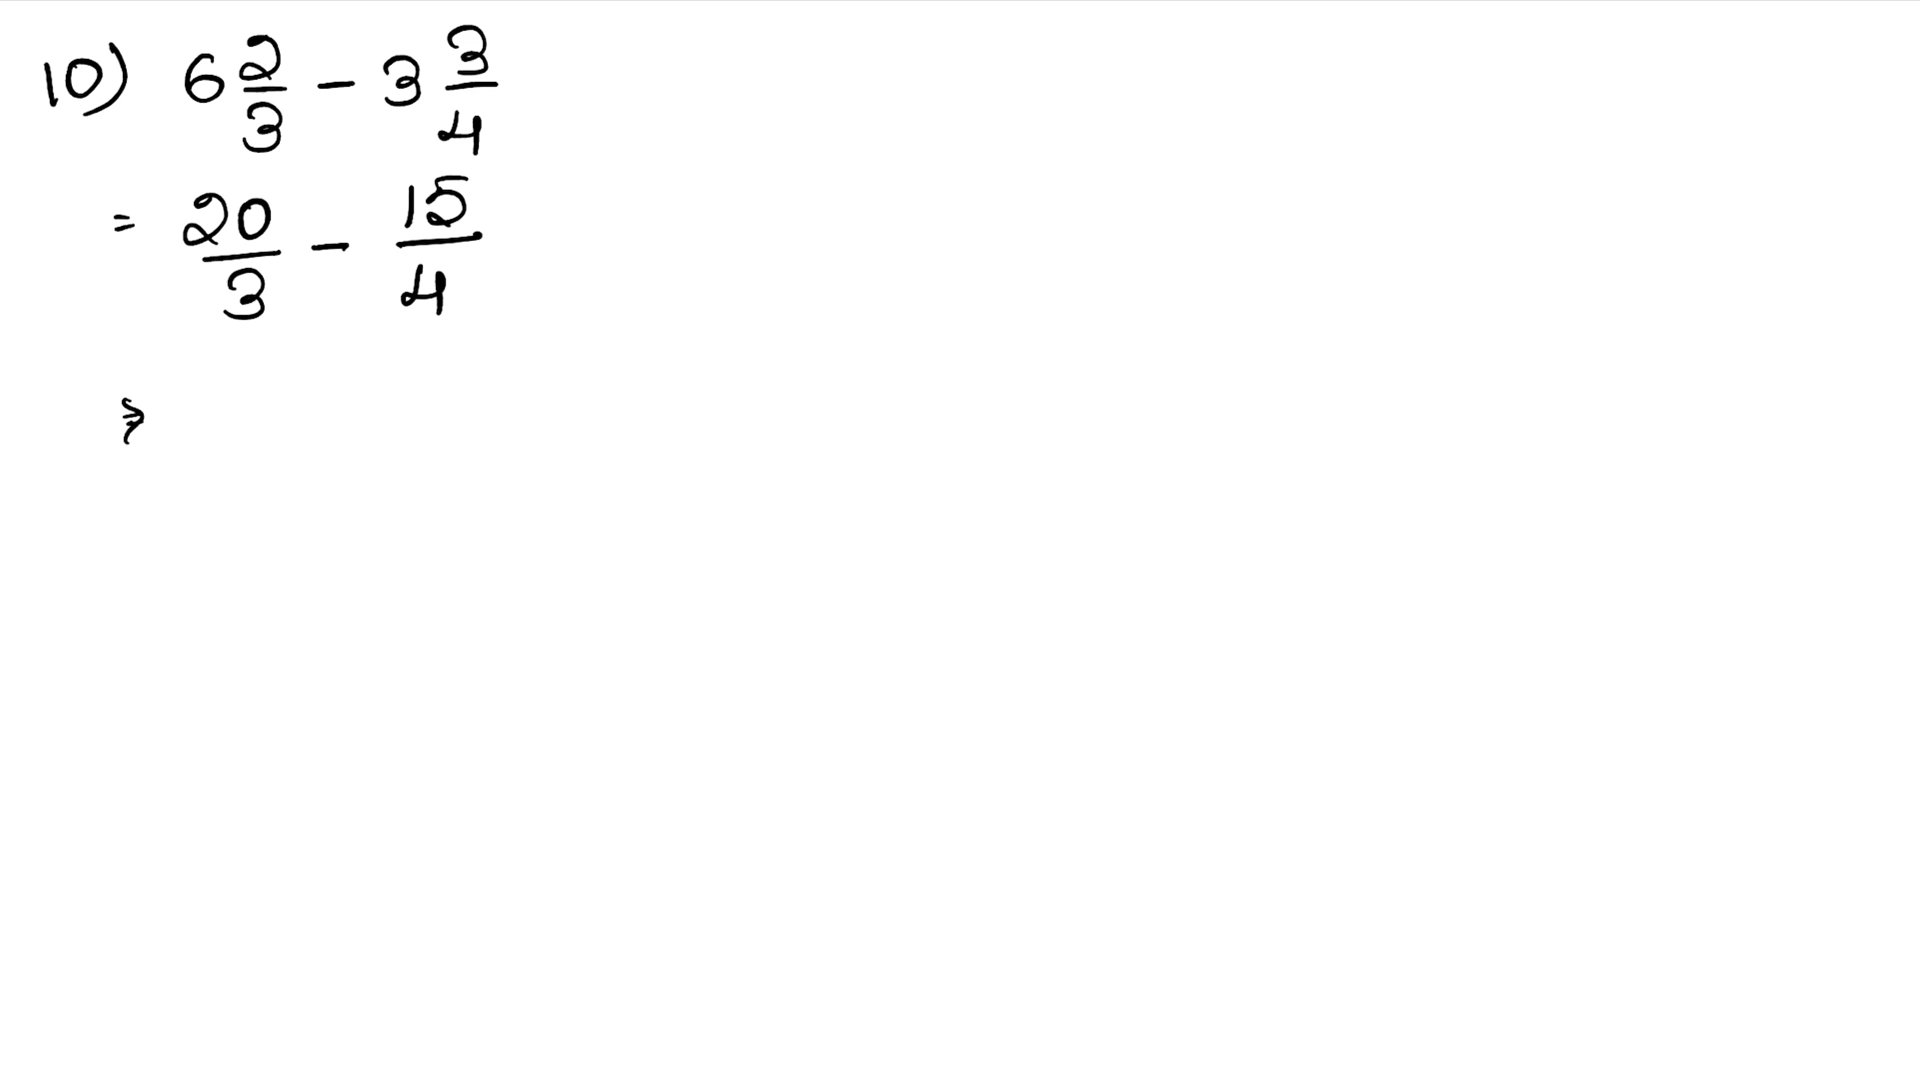 10) 6 2/3 - 3 3/4
= 20/3 - 15/4
⇒